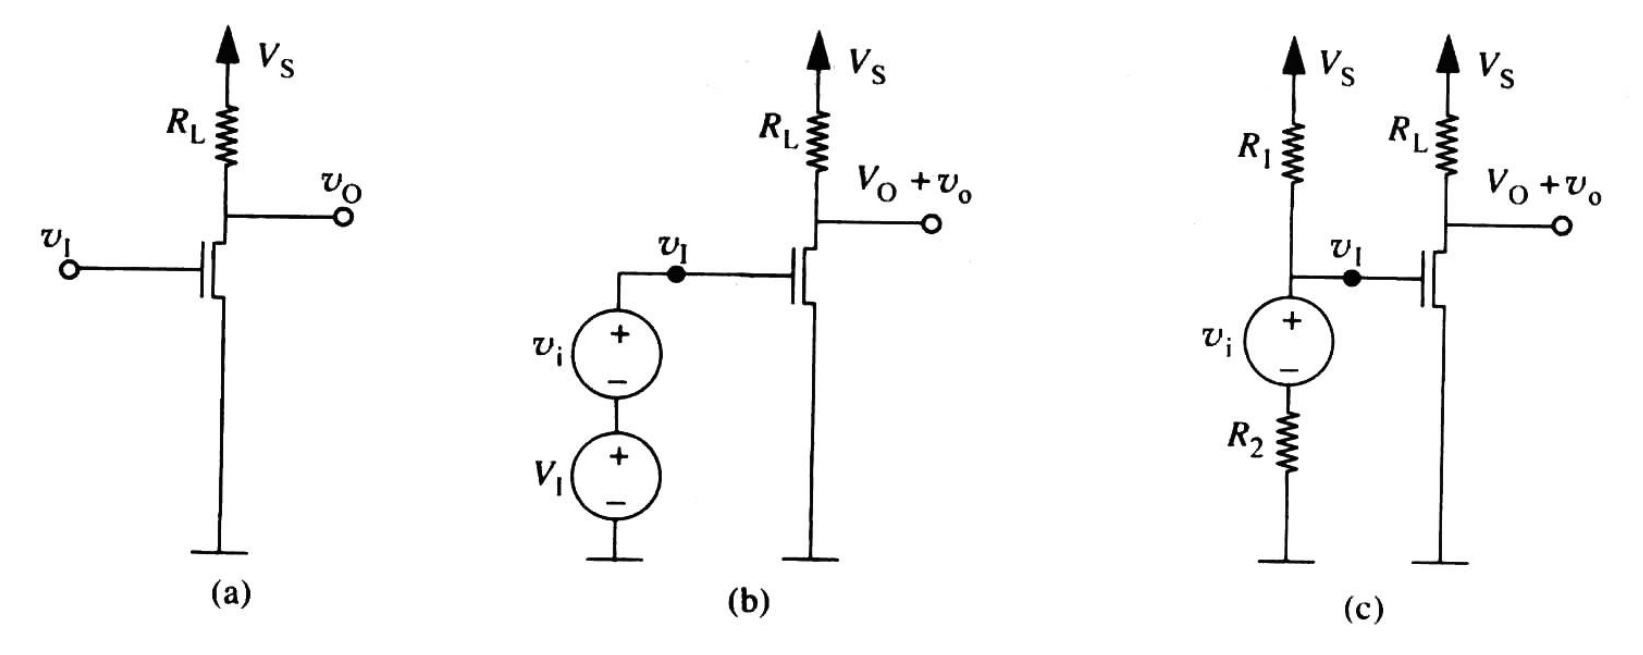 V_S
R_L
v_O
v_I
(a)
V_S
R_L
V_O + v_o
v_I
v_i
+
−
V_I
+
−
(b)
V_S
V_S
R_1
R_L
V_O + v_o
v_I
v_i
+
−
R_2
(c)